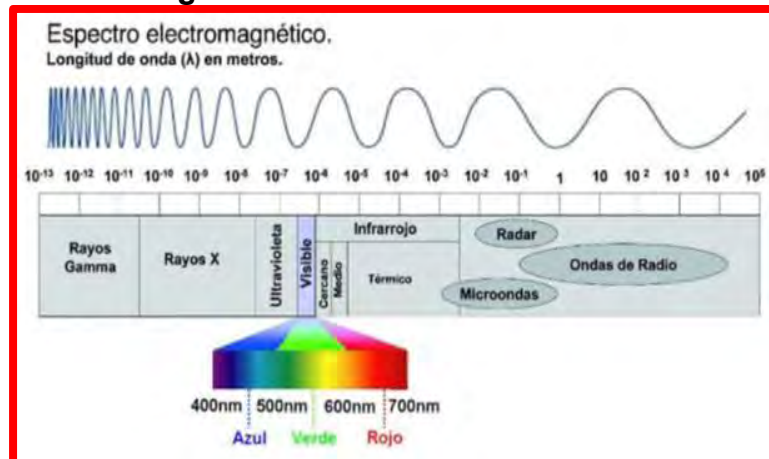 Espectro electromagnético.
Longitud de onda (λ) en metros.
10-13 10-12 10-11 10-10 10-9 10-8 10-7 10-6 10-5 10-4 10-3 10-2 10-1 1 10 10 2 10 3 10 4 10 5
Rayos
Gamma
Rayos X
Ultravioleta
Visible
Infrarrojo
Cercano
Medio
Térmico
Radar
Ondas de Radio
Microondas
400nm 500nm 600nm 700nm
Azul Verde Rojo